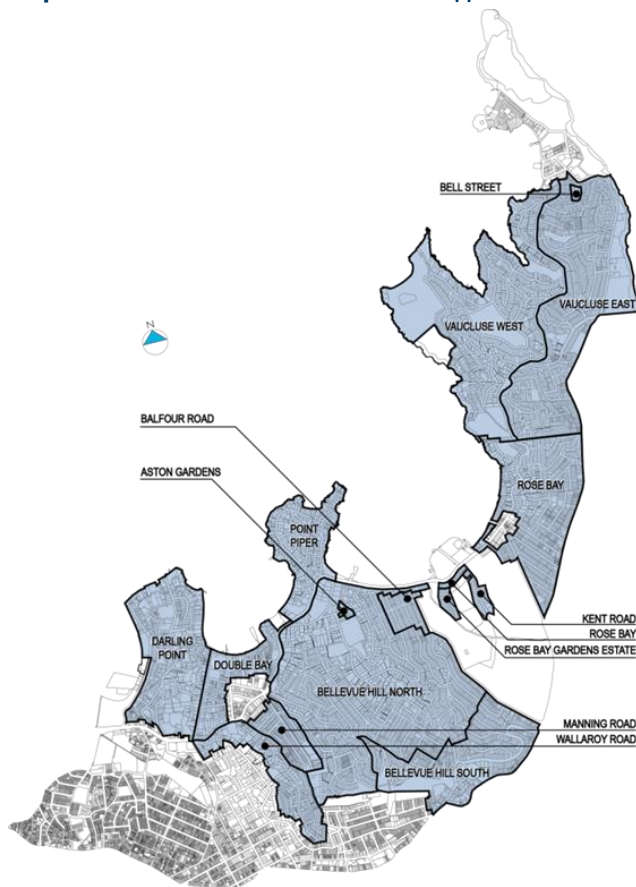 BELL STREET
VAUCLUSE EAST
VAUCLUSE WEST
N
BALFOUR ROAD
ASTON GARDENS
ROSE BAY
POINT
PIPER
KENT ROAD
ROSE BAY
ROSE BAY GARDENS ESTATE
DARLING
POINT
DOUBLE BAY
BELLEVUE HILL NORTH
MANNING ROAD
WALLAROY ROAD
BELLEVUE HILL SOUTH